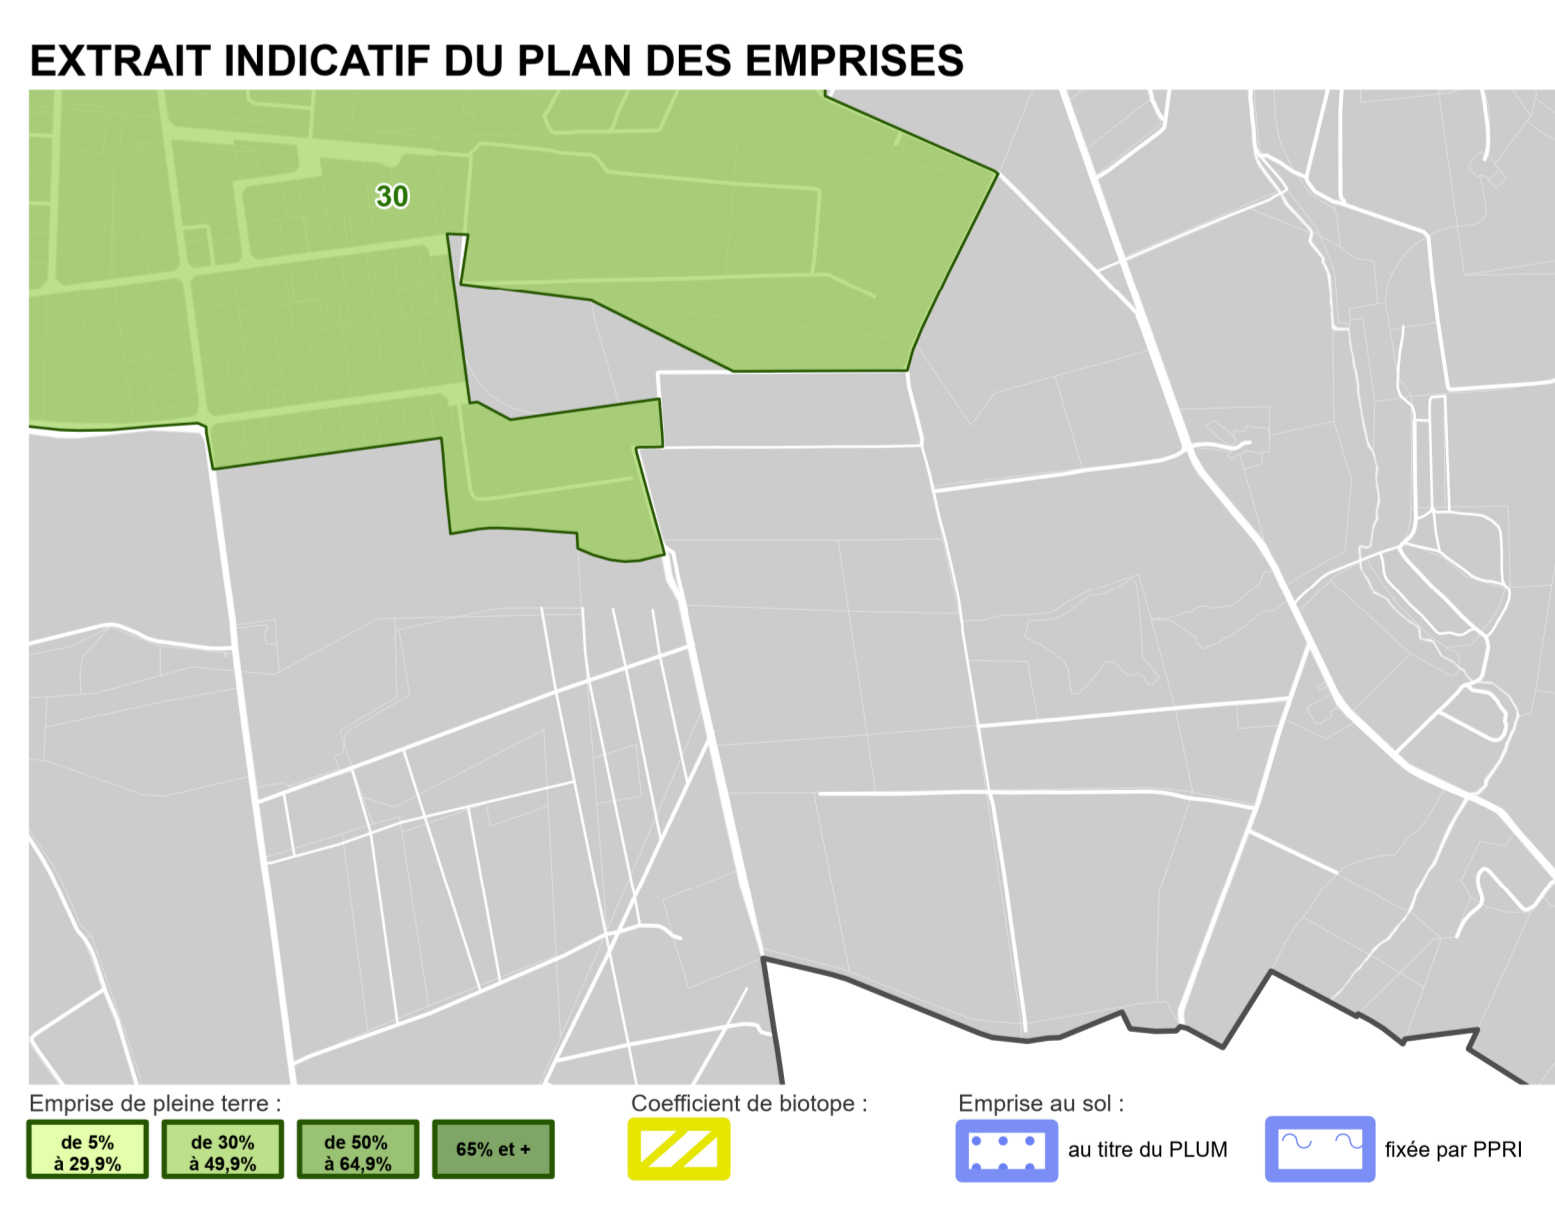 EXTRAIT INDICATIF DU PLAN DES EMPRISES
30
Emprise de pleine terre :
de 5%
à 29,9%
de 30%
à 49,9%
de 50%
à 64,9%
65% et +
Coefficient de biotope :
Emprise au sol :
au titre du PLUM
fixée par PPRI